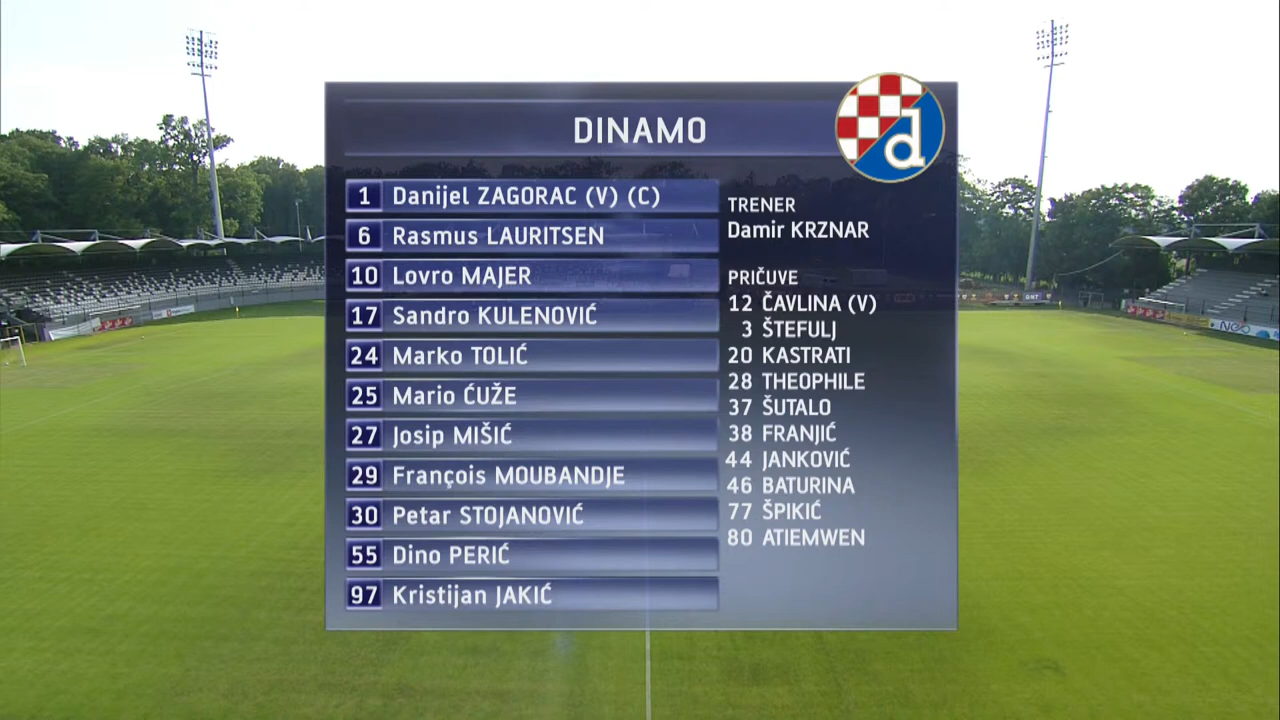 DINAMO
d
1 Danijel ZAGORAC (V) (C)
6 Rasmus LAURITSEN
10 Lovro MAJER
17 Sandro KULENOVIĆ
24 Marko TOLIĆ
25 Mario ĆUŽE
27 Josip MIŠIĆ
29 François MOUBANDJE
30 Petar STOJANOVIĆ
55 Dino PERIĆ
97 Kristijan JAKIĆ
TRENER
Damir KRZNAR
PRIČUVE
12 ČAVLINA (V)
3 ŠTEFULJ
20 KASTRATI
28 THEOPHILE
37 ŠUTALO
38 FRANJIĆ
44 JANKOVIĆ
46 BATURINA
77 ŠPIKIĆ
80 ATIEMWEN